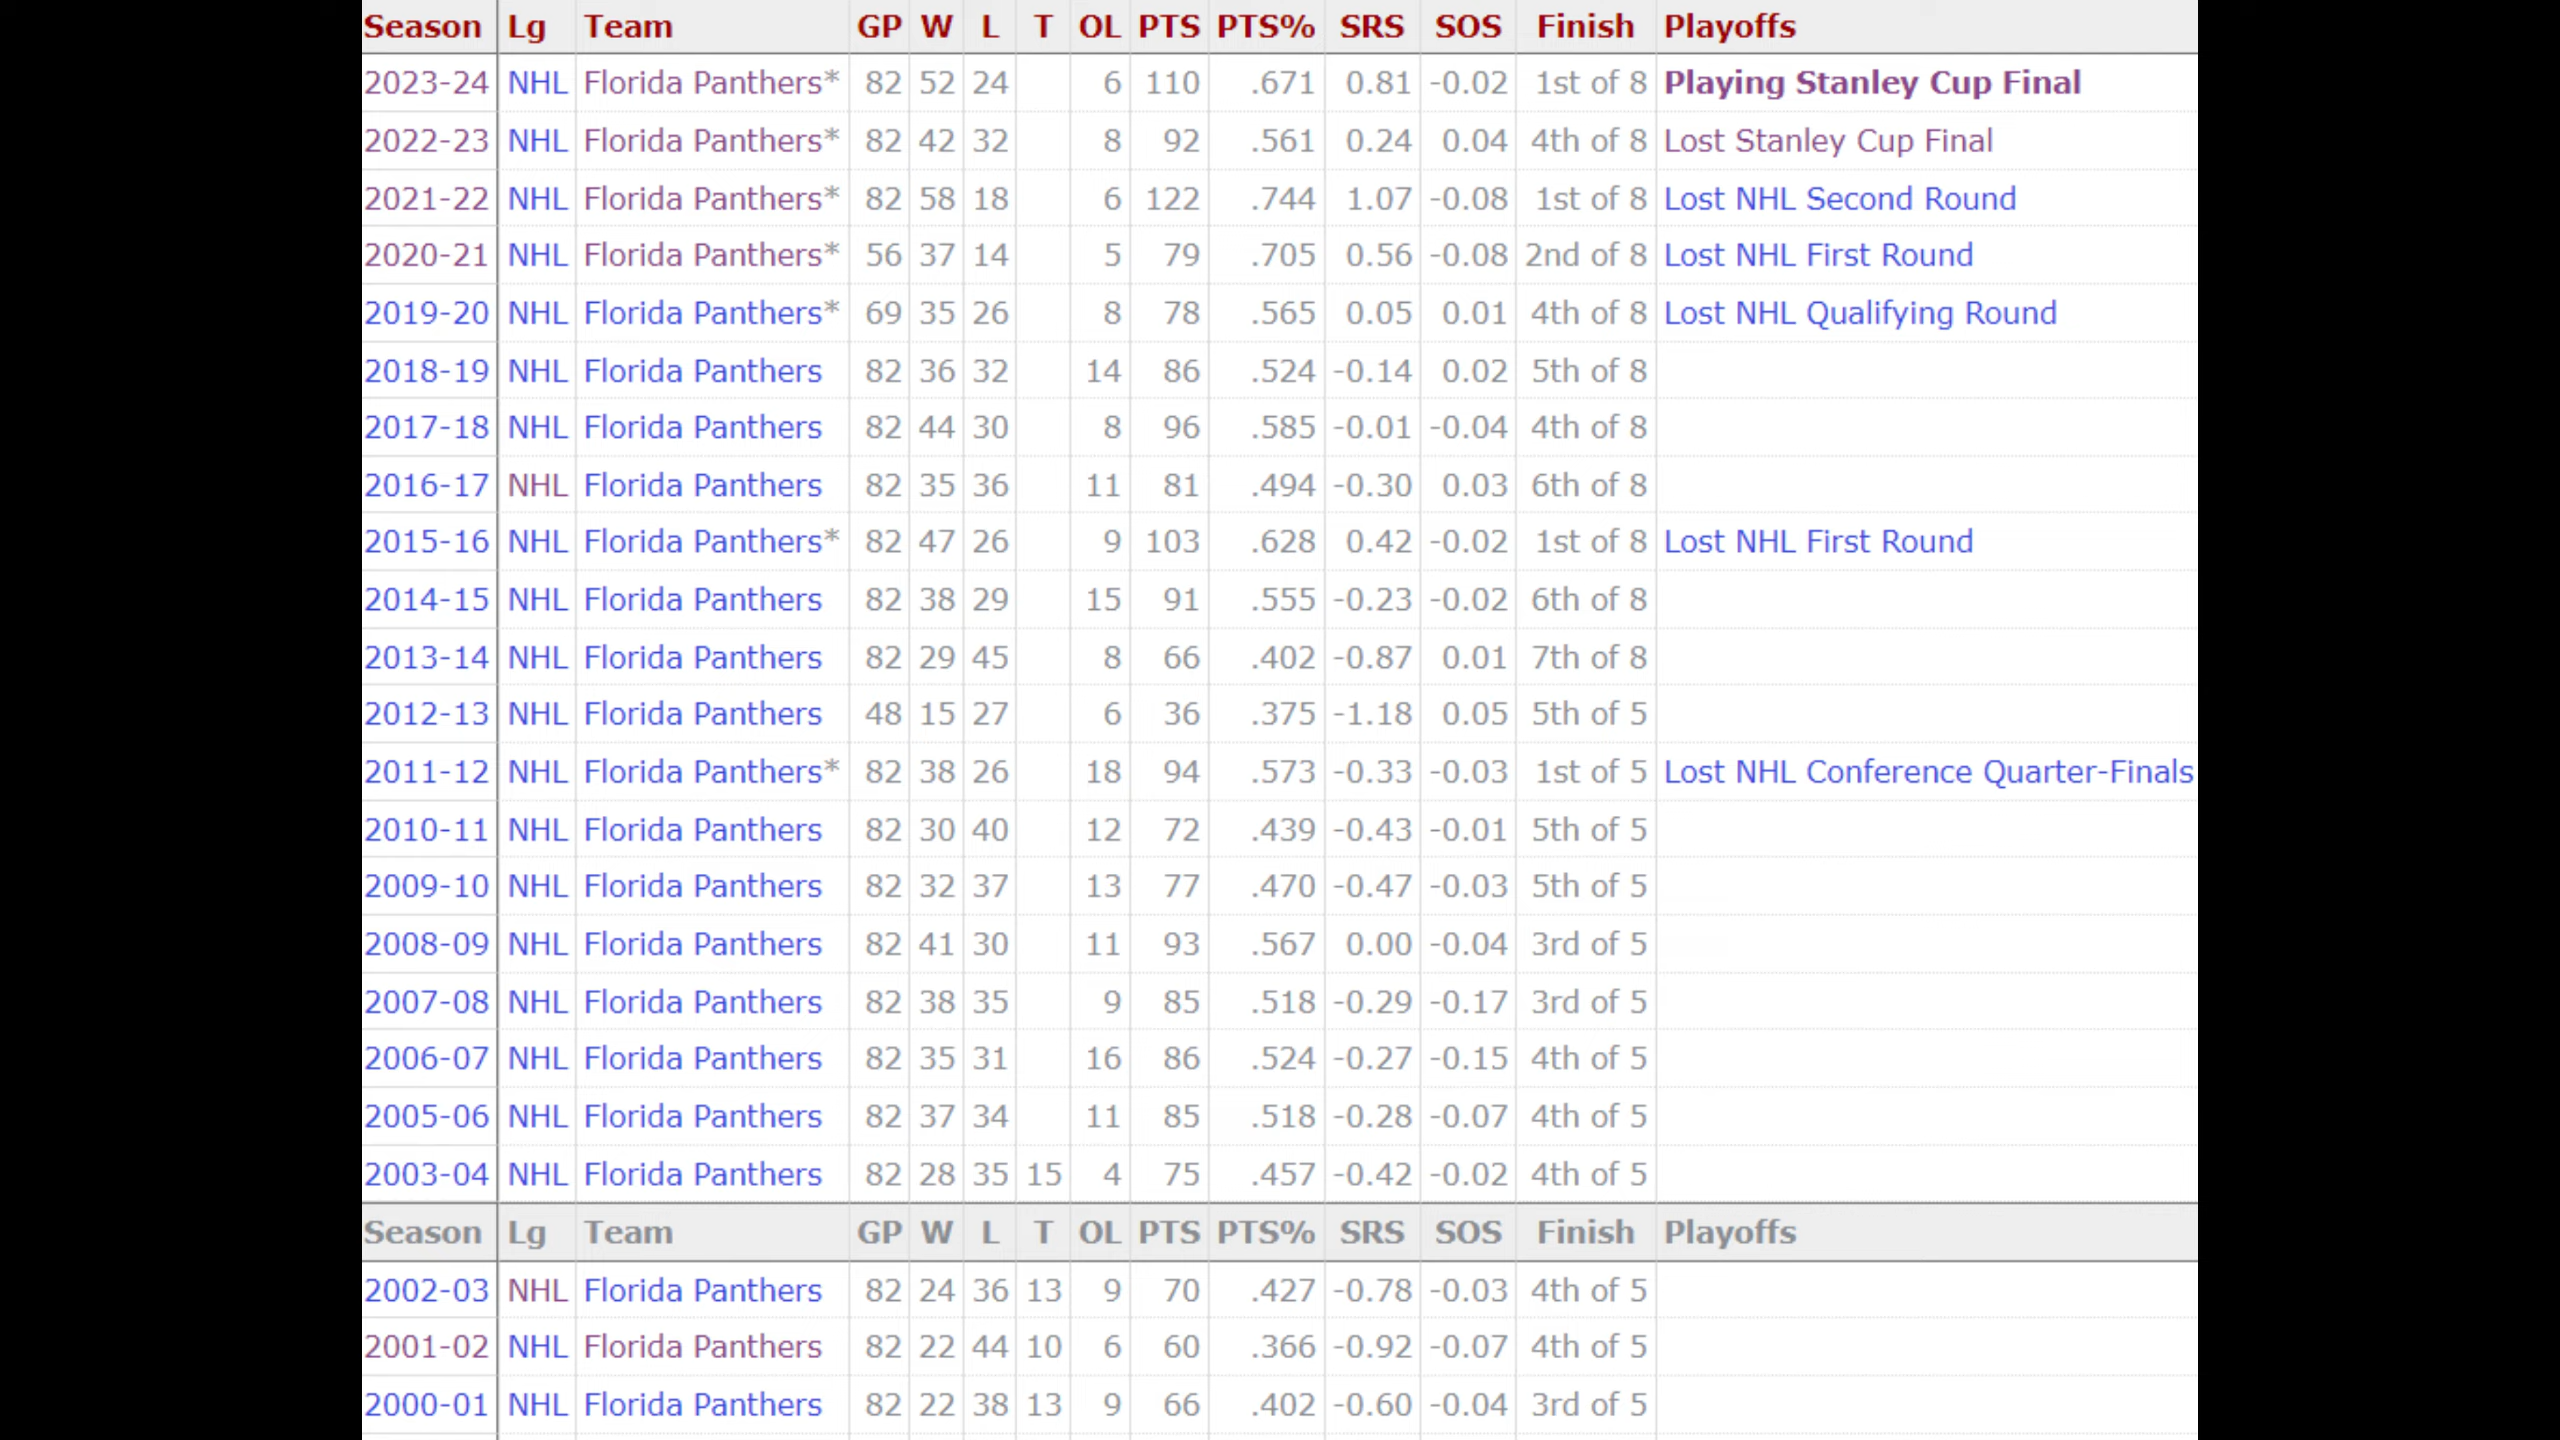 Season Lg Team GP W L T OL PTS PTS% SRS SOS Finish Playoffs
2023-24 NHL Florida Panthers* 82 52 24 6 110 .671 0.81 -0.02 1st of 8 Playing Stanley Cup Final
2022-23 NHL Florida Panthers* 82 42 32 8 92 .561 0.24 0.04 4th of 8 Lost Stanley Cup Final
2021-22 NHL Florida Panthers* 82 58 18 6 122 .744 1.07 -0.08 1st of 8 Lost NHL Second Round
2020-21 NHL Florida Panthers* 56 37 14 5 79 .705 0.56 -0.08 2nd of 8 Lost NHL First Round
2019-20 NHL Florida Panthers* 69 35 26 8 78 .565 0.05 0.01 4th of 8 Lost NHL Qualifying Round
2018-19 NHL Florida Panthers 82 36 32 14 86 .524 -0.14 0.02 5th of 8
2017-18 NHL Florida Panthers 82 44 30 8 96 .585 -0.01 -0.04 4th of 8
2016-17 NHL Florida Panthers 82 35 36 11 81 .494 -0.30 0.03 6th of 8
2015-16 NHL Florida Panthers* 82 47 26 9 103 .628 0.42 -0.02 1st of 8 Lost NHL First Round
2014-15 NHL Florida Panthers 82 38 29 15 91 .555 -0.23 -0.02 6th of 8
2013-14 NHL Florida Panthers 82 29 45 8 66 .402 -0.87 0.01 7th of 8
2012-13 NHL Florida Panthers 48 15 27 6 36 .375 -1.18 0.05 5th of 5
2011-12 NHL Florida Panthers* 82 38 26 18 94 .573 -0.33 -0.03 1st of 5 Lost NHL Conference Quarter-Finals
2010-11 NHL Florida Panthers 82 30 40 12 72 .439 -0.43 -0.01 5th of 5
2009-10 NHL Florida Panthers 82 32 37 13 77 .470 -0.47 -0.03 5th of 5
2008-09 NHL Florida Panthers 82 41 30 11 93 .567 0.00 -0.04 3rd of 5
2007-08 NHL Florida Panthers 82 38 35 9 85 .518 -0.29 -0.17 3rd of 5
2006-07 NHL Florida Panthers 82 35 31 16 86 .524 -0.27 -0.15 4th of 5
2005-06 NHL Florida Panthers 82 37 34 11 85 .518 -0.28 -0.07 4th of 5
2003-04 NHL Florida Panthers 82 28 35 15 4 75 .457 -0.42 -0.02 4th of 5
Season Lg Team GP W L T OL PTS PTS% SRS SOS Finish Playoffs
2002-03 NHL Florida Panthers 82 24 36 13 9 70 .427 -0.78 -0.03 4th of 5
2001-02 NHL Florida Panthers 82 22 44 10 6 60 .366 -0.92 -0.07 4th of 5
2000-01 NHL Florida Panthers 82 22 38 13 9 66 .402 -0.60 -0.04 3rd of 5